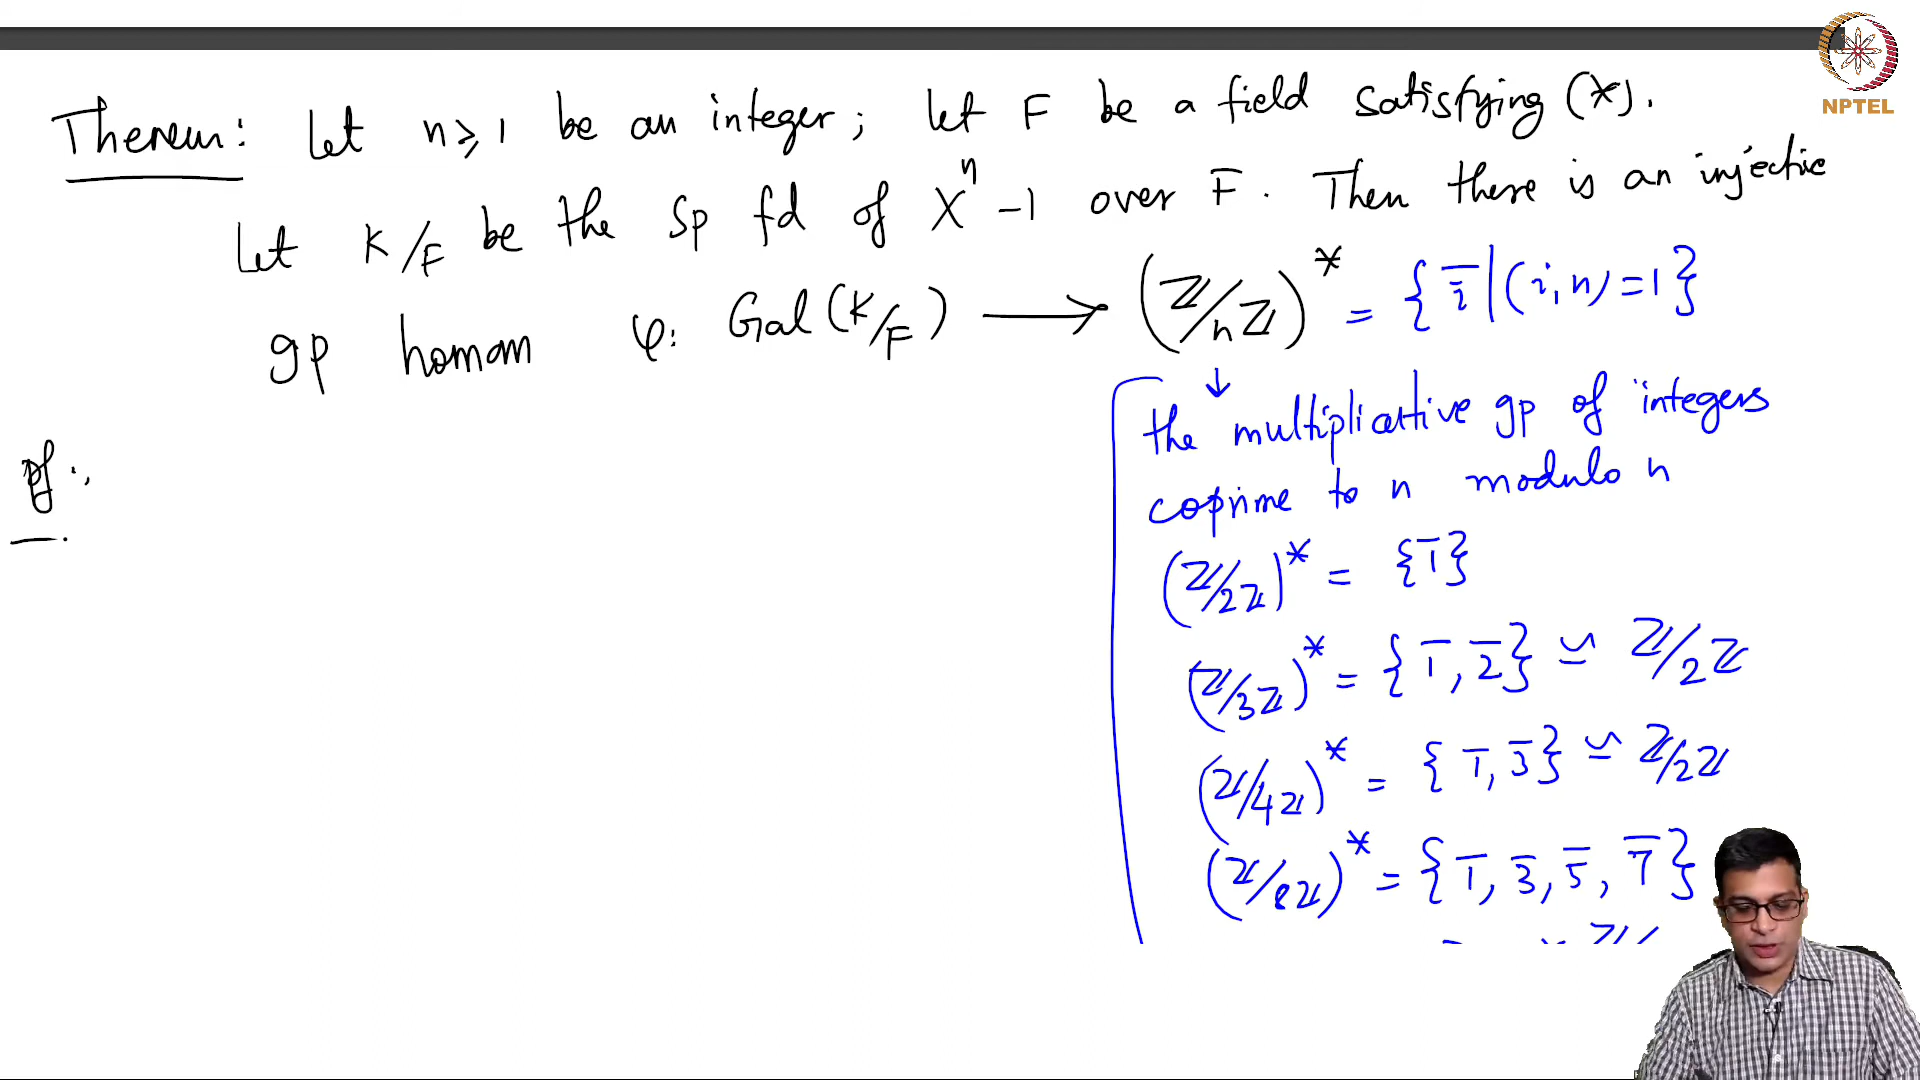 NPTEL
Theorem: Let n ≥ 1 be an integer; let F be a field satisfying (*).
Let K/F be the sp fd of X^n - 1 over F. Then there is an injective
gp homom φ: Gal(K/F) → (ℤ/nℤ)^* = { i̅ | (i, n) = 1 }
↓
the multiplicative gp of integers
coprime to n modulo n
pf:
(ℤ/2ℤ)^* = {1̅}
(ℤ/3ℤ)^* = {1̅, 2̅} ≃ ℤ/2ℤ
(ℤ/4ℤ)^* = {1̅, 3̅} ≃ ℤ/2ℤ
(ℤ/8ℤ)^* = {1̅, 3̅, 5̅, 7̅}